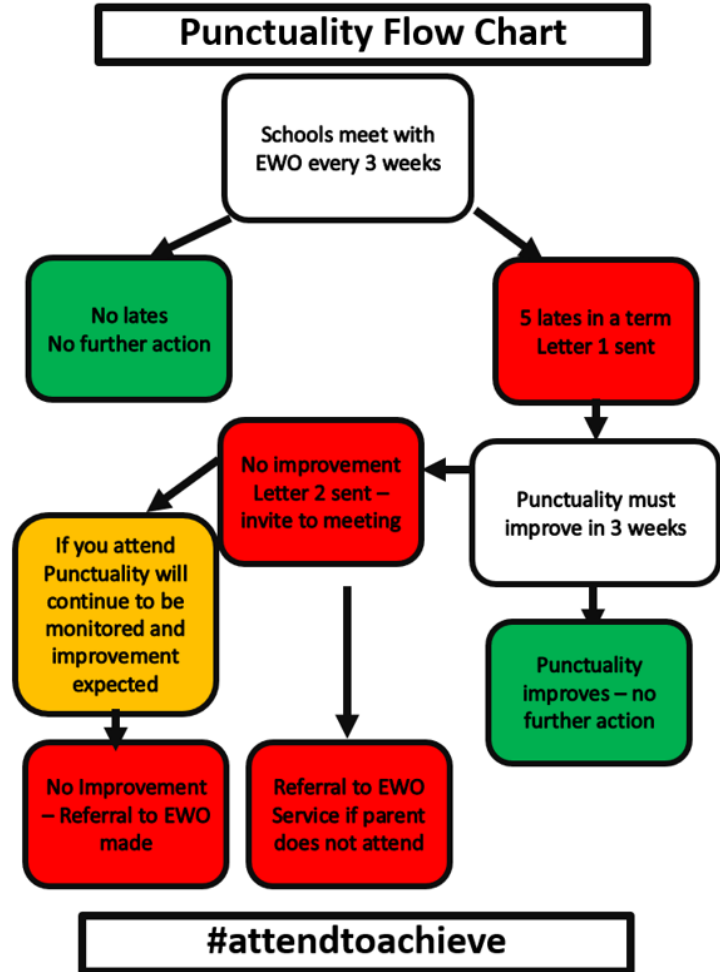 Punctuality Flow Chart
Schools meet with
EWO every 3 weeks
No lates
No further action
5 lates in a term
Letter 1 sent
No improvement
Letter 2 sent –
invite to meeting
Punctuality must
improve in 3 weeks
If you attend
Punctuality will
continue to be
monitored and
improvement
expected
Punctuality
improves – no
further action
No Improvement
– Referral to EWO
made
Referral to EWO
Service if parent
does not attend
#attendtoachieve